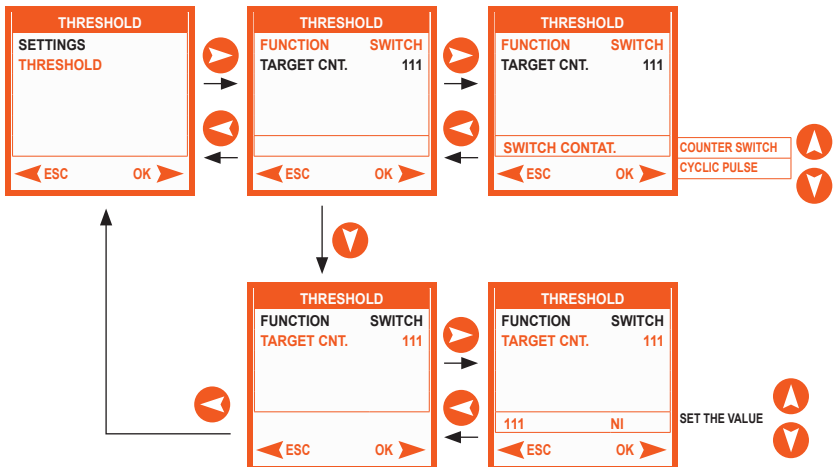 THRESHOLD
SETTINGS
THRESHOLD
ESC OK
THRESHOLD
FUNCTION SWITCH
TARGET CNT. 111
ESC OK
THRESHOLD
FUNCTION SWITCH
TARGET CNT. 111
SWITCH CONTAT.
ESC OK
COUNTER SWITCH
CYCLIC PULSE
THRESHOLD
FUNCTION SWITCH
TARGET CNT. 111
ESC OK
THRESHOLD
FUNCTION SWITCH
TARGET CNT. 111
111 NI
ESC OK
SET THE VALUE